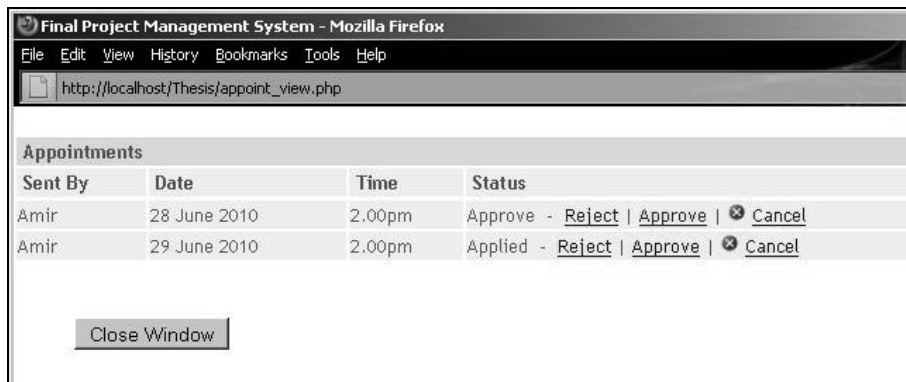 Final Project Management System - Mozilla Firefox
File Edit View History Bookmarks Tools Help
http://localhost/Thesis/appoint_view.php
Appointments
Sent By Date Time Status
Amir 28 June 2010 2.00pm Approve - Reject | Approve | Cancel
Amir 29 June 2010 2.00pm Applied - Reject | Approve | Cancel
Close Window